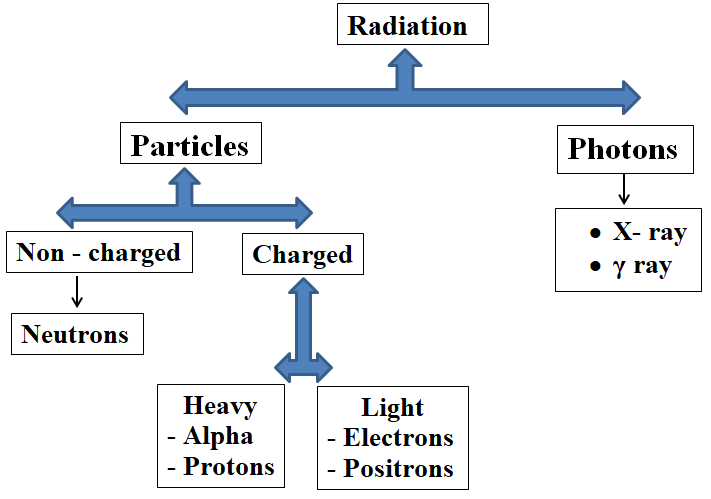 Radiation
Particles
Photons
Non - charged
Charged
• X- ray
• γ ray
Neutrons
Heavy
- Alpha
- Protons
Light
- Electrons
- Positrons